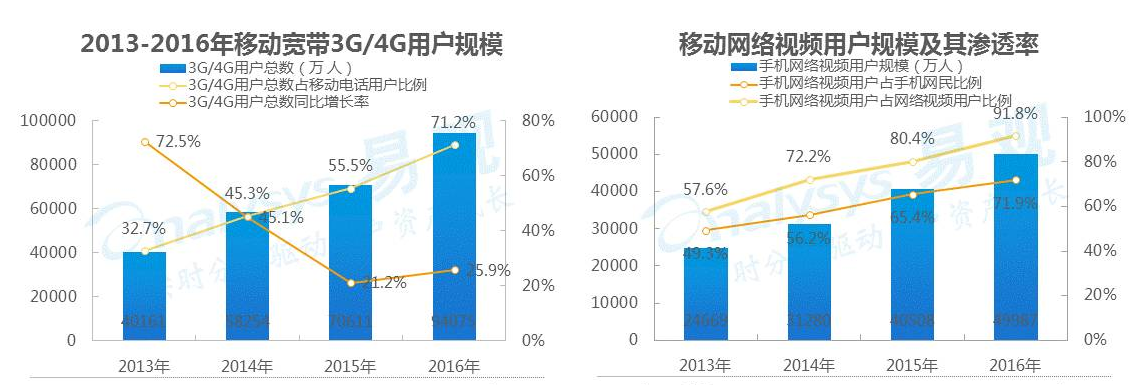 2013-2016年移动宽带3G/4G用户规模
3G/4G用户总数（万人）
3G/4G用户总数占移动电话用户比例
3G/4G用户总数同比增长率
100000
80000
60000
40000
20000
0
80%
60%
40%
20%
0%
72.5%
45.1%
21.2%
25.9%
32.7%
45.3%
55.5%
71.2%
40161
58254
70611
94075
2013年
2014年
2015年
2016年
移动网络视频用户规模及其渗透率
手机网络视频用户规模（万人）
手机网络视频用户占手机网民比例
手机网络视频用户占网络视频用户比例
60000
50000
40000
30000
20000
10000
0
100%
80%
60%
40%
20%
0%
57.6%
72.2%
80.4%
91.8%
49.3%
56.2%
65.4%
71.9%
24669
31280
40508
49987
2013年
2014年
2015年
2016年
nalysys 易观
nalysys 易观